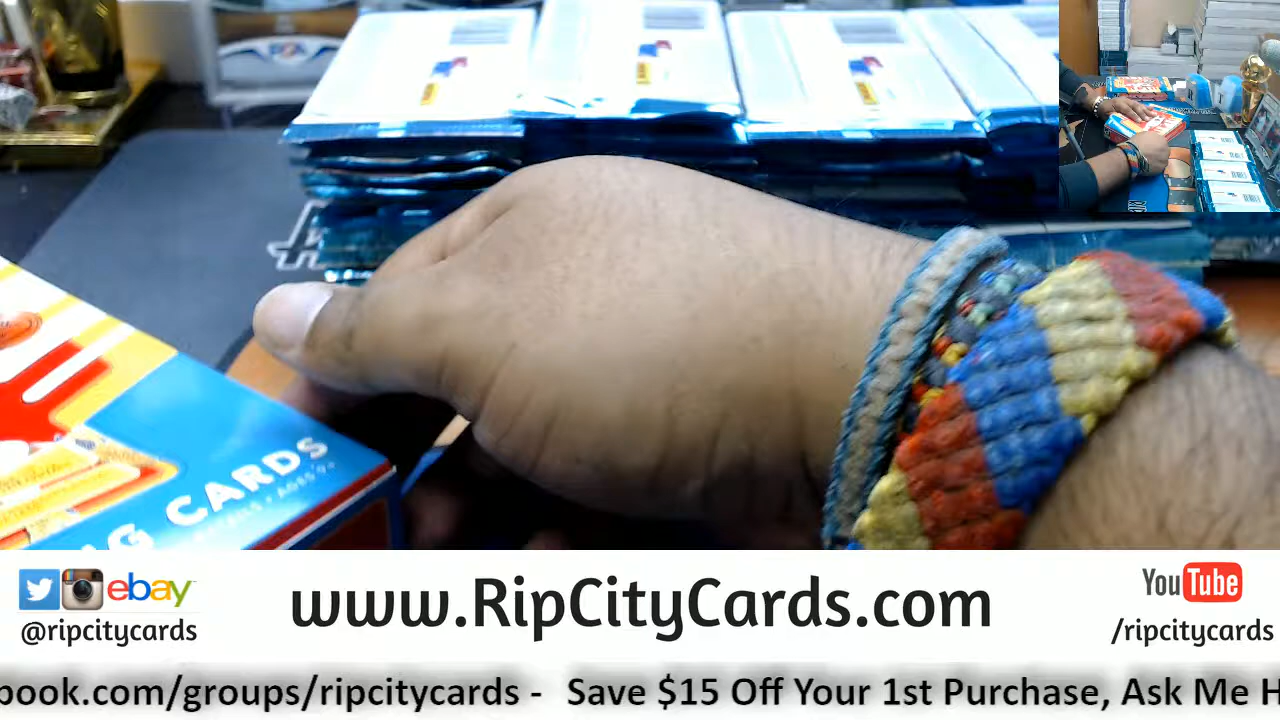 NG CARDS
ebay
www.RipCityCards.com
YouTube
@ripcitycards
/ripcitycards
book.com/groups/ripcitycards - Save $15 Off Your 1st Purchase, Ask Me H